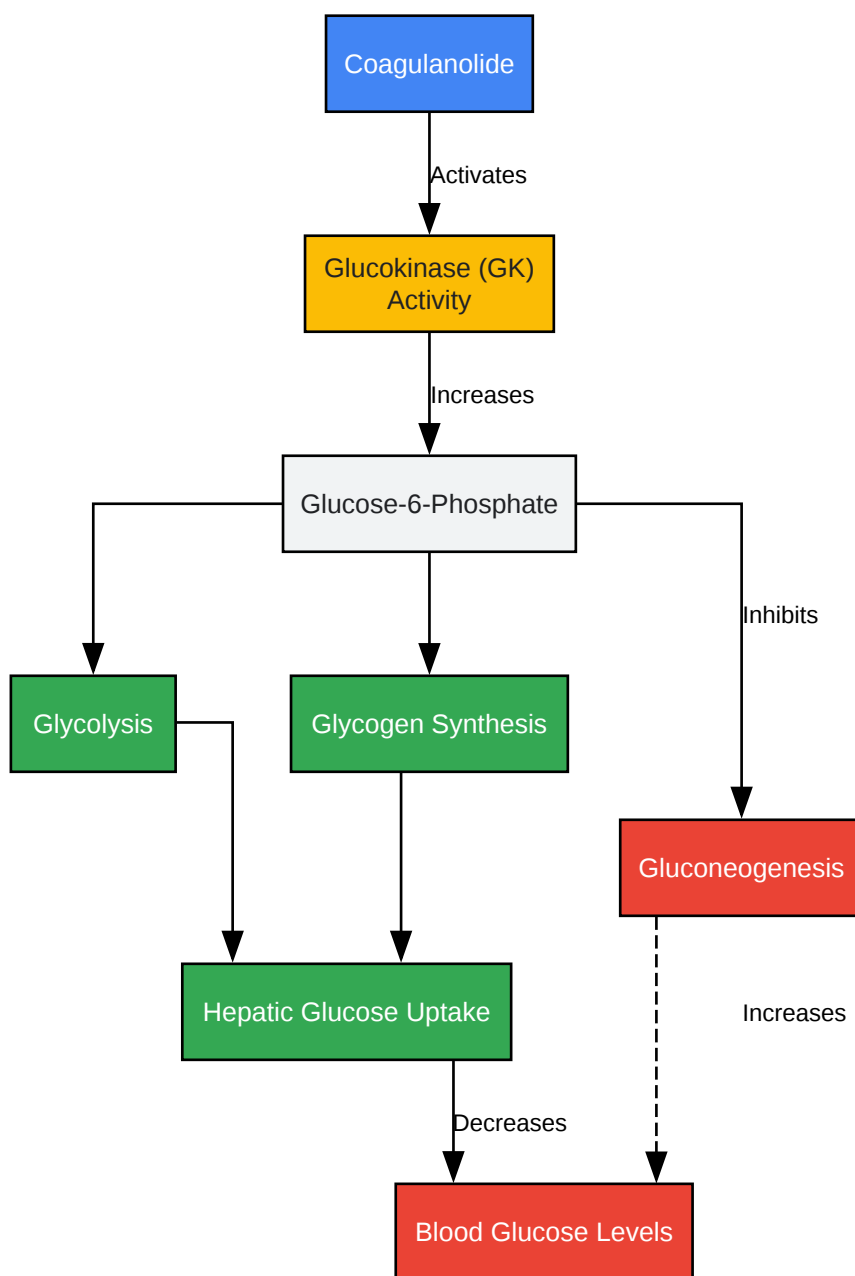 Coagulanolide
Activates
Glucokinase (GK)
Activity
Increases
Glucose-6-Phosphate
Inhibits
Glycolysis
Glycogen Synthesis
Gluconeogenesis
Hepatic Glucose Uptake
Increases
Decreases
Blood Glucose Levels